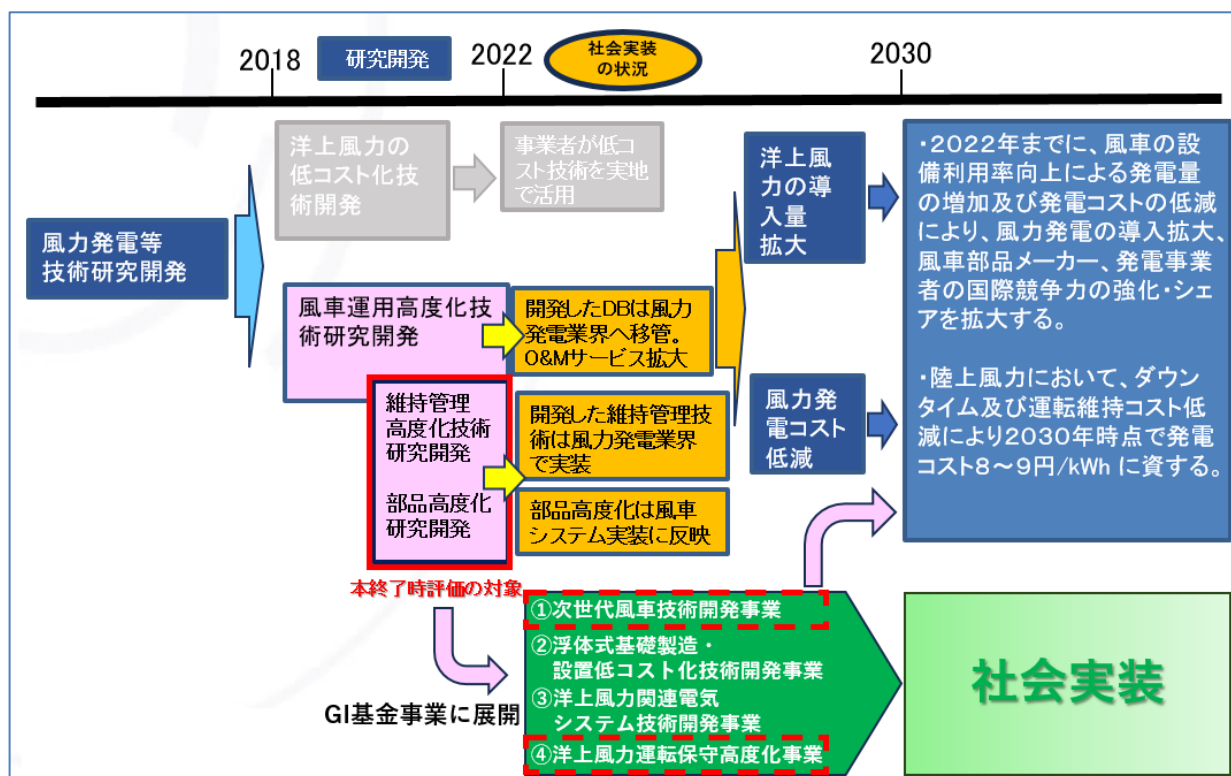 2018
研究開発
2022
社会実装
の状況
2030
風力発電等
技術研究開発
洋上風力の
低コスト化技
術開発
事業者が低コ
スト技術を実地
で活用
風車運用高度化技
術研究開発
開発したDBは風力
発電業界へ移管。
O&Mサービス拡大
維持管理
高度化技術
研究開発
部品高度化
研究開発
開発した維持管理技
術は風力発電業界
で実装
部品高度化は風車
システム実装に反映
本終了時評価の対象
洋上風
力の導
入量
拡大
風力発
電コスト
低減
・2022年までに、風車の設
備利用率向上による発電量
の増加及び発電コストの低減
により、風力発電の導入拡大、
風車部品メーカー、発電事業
者の国際競争力の強化・シェ
アを拡大する。
・陸上風力において、ダウン
タイム及び運転維持コスト低
減により2030年時点で発電
コスト8～9円/kWh に資する。
GI基金事業に展開
①次世代風車技術開発事業
②浮体式基礎製造・
設置低コスト化技術開発事業
③洋上風力関連電気
システム技術開発事業
④洋上風力運転保守高度化事業
社会実装